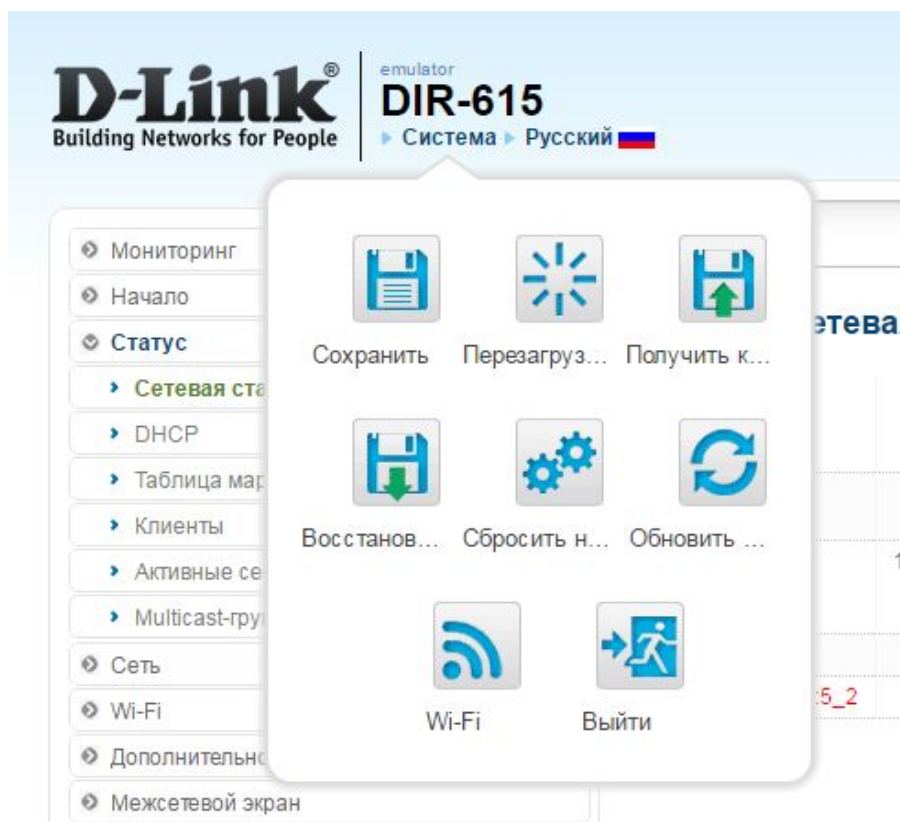 D-Link®
Building Networks for People
emulator
DIR-615
Система Русский
Мониторинг
Начало
Статус
Сетевая ста
DHCP
Таблица мар
Клиенты
Активные се
Multicast-гру
Сеть
Wi-Fi
Дополнительно
Межсетевой экран
Сохранить Перезагруз... Получить к...
Восстанов... Сбросить н... Обновить ...
Wi-Fi Выйти
етева
1
5_2